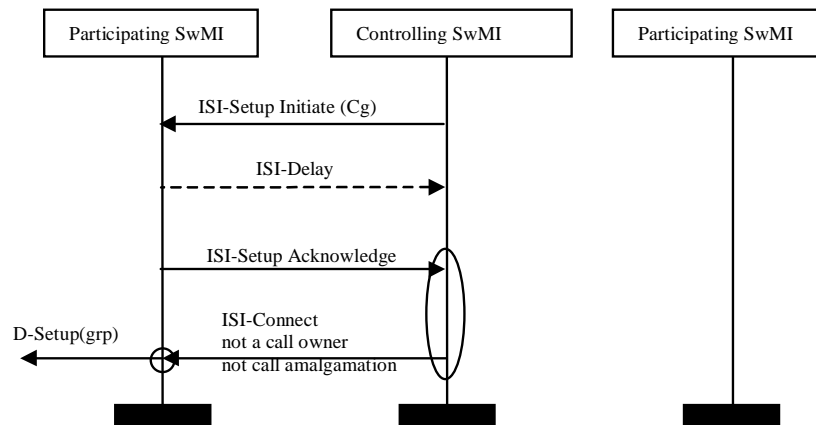 Participating SwMI
Controlling SwMI
Participating SwMI
ISI-Setup Initiate (Cg)
ISI-Delay
ISI-Setup Acknowledge
D-Setup(grp)
ISI-Connect
not a call owner
not call amalgamation